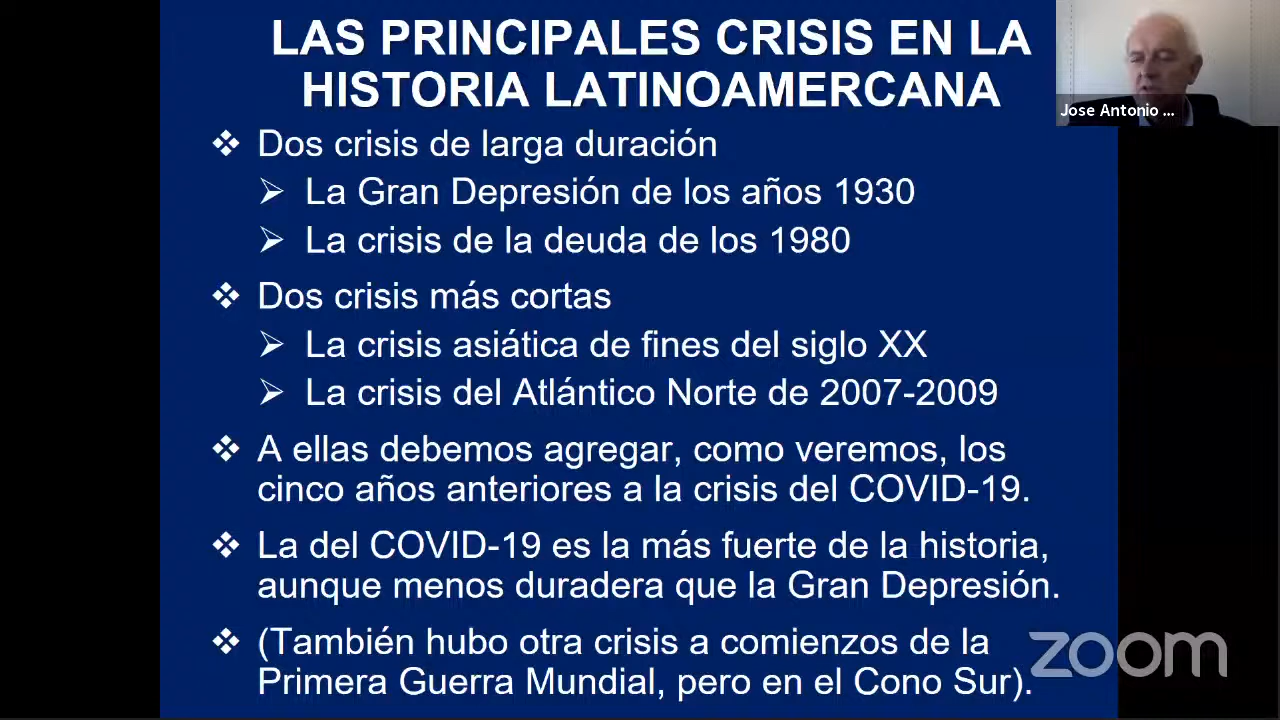 LAS PRINCIPALES CRISIS EN LA
HISTORIA LATINOAMERCANA
Jose Antonio ...
❖ Dos crisis de larga duración
➢ La Gran Depresión de los años 1930
➢ La crisis de la deuda de los 1980
❖ Dos crisis más cortas
➢ La crisis asiática de fines del siglo XX
➢ La crisis del Atlántico Norte de 2007-2009
❖ A ellas debemos agregar, como veremos, los
cinco años anteriores a la crisis del COVID-19.
❖ La del COVID-19 es la más fuerte de la historia,
aunque menos duradera que la Gran Depresión.
❖ (También hubo otra crisis a comienzos de la
Primera Guerra Mundial, pero en el Cono Sur).
zoom